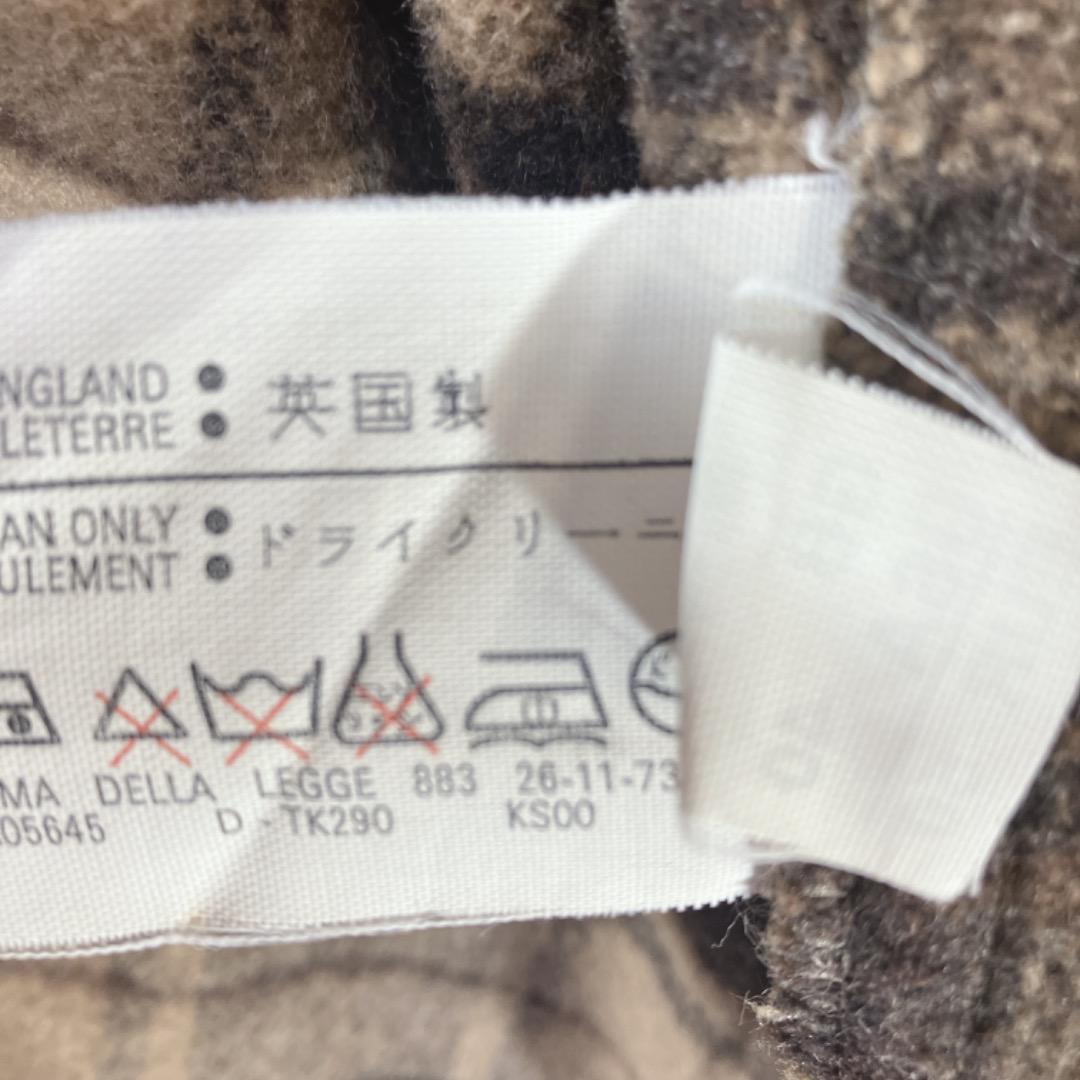 NGLAND ● 英国製
LETERRE ●
AN ONLY ● ドライクリーニ
ULEMENT ●
MA DELLA LEGGE 883 26-11-73
05645 D - TK290 KS00